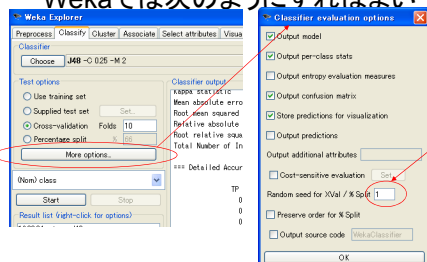 Wekaでは次のようにすればよい
Weka Explorer
Preprocess Classify Cluster Associate Select attributes Visua
Classifier
Choose J48 -C 0.25 -M 2
Test options
Use training set
Supplied test set Set...
Cross-validation Folds 10
Percentage split % 66
More options...
(Nom) class
Start Stop
Result list (right-click for options)
Classifier output
Kappa statistic
Mean absolute erro
Root mean squared
Relative absolute
Root relative squa
Total Number of In
=== Detailed Accur
TP
0
0
0
Classifier evaluation options
Output model
Output per-class stats
Output entropy evaluation measures
Output confusion matrix
Store predictions for visualization
Output predictions
Output additional attributes
Cost-sensitive evaluation Set...
Random seed for XVal / % Split 1
Preserve order for % Split
Output source code WekaClassifier
OK